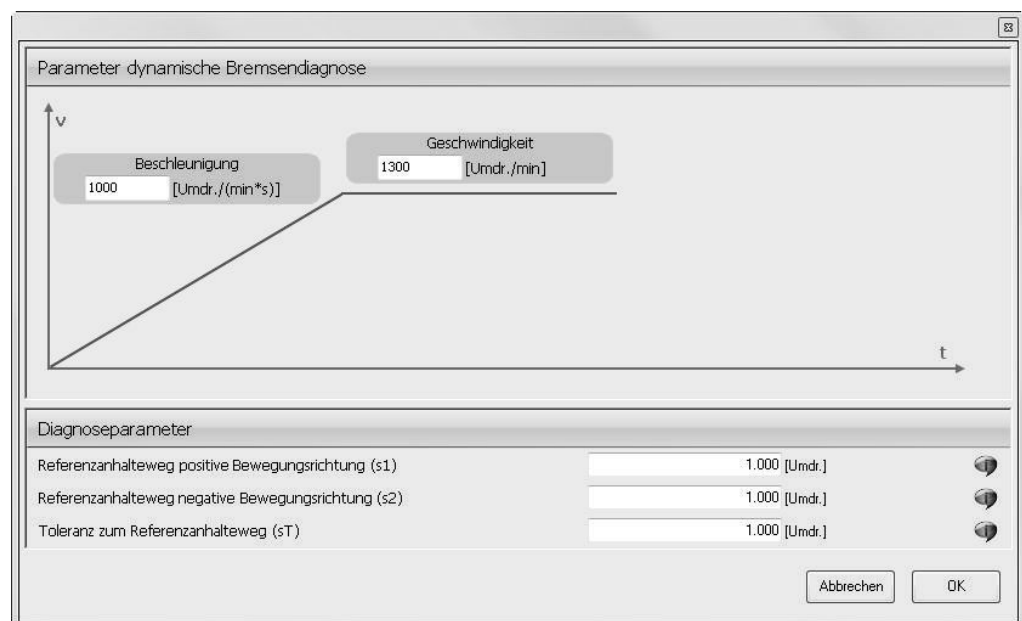 Parameter dynamische Bremsendiagnose
v
Geschwindigkeit
1300 [Umdr./min]
Beschleunigung
1000 [Umdr./(min*s)]
t
Diagnoseparameter
Referenzanhalteweg positive Bewegungsrichtung (s1) 1.000 [Umdr.]
Referenzanhalteweg negative Bewegungsrichtung (s2) 1.000 [Umdr.]
Toleranz zum Referenzanhalteweg (sT) 1.000 [Umdr.]
Abbrechen OK